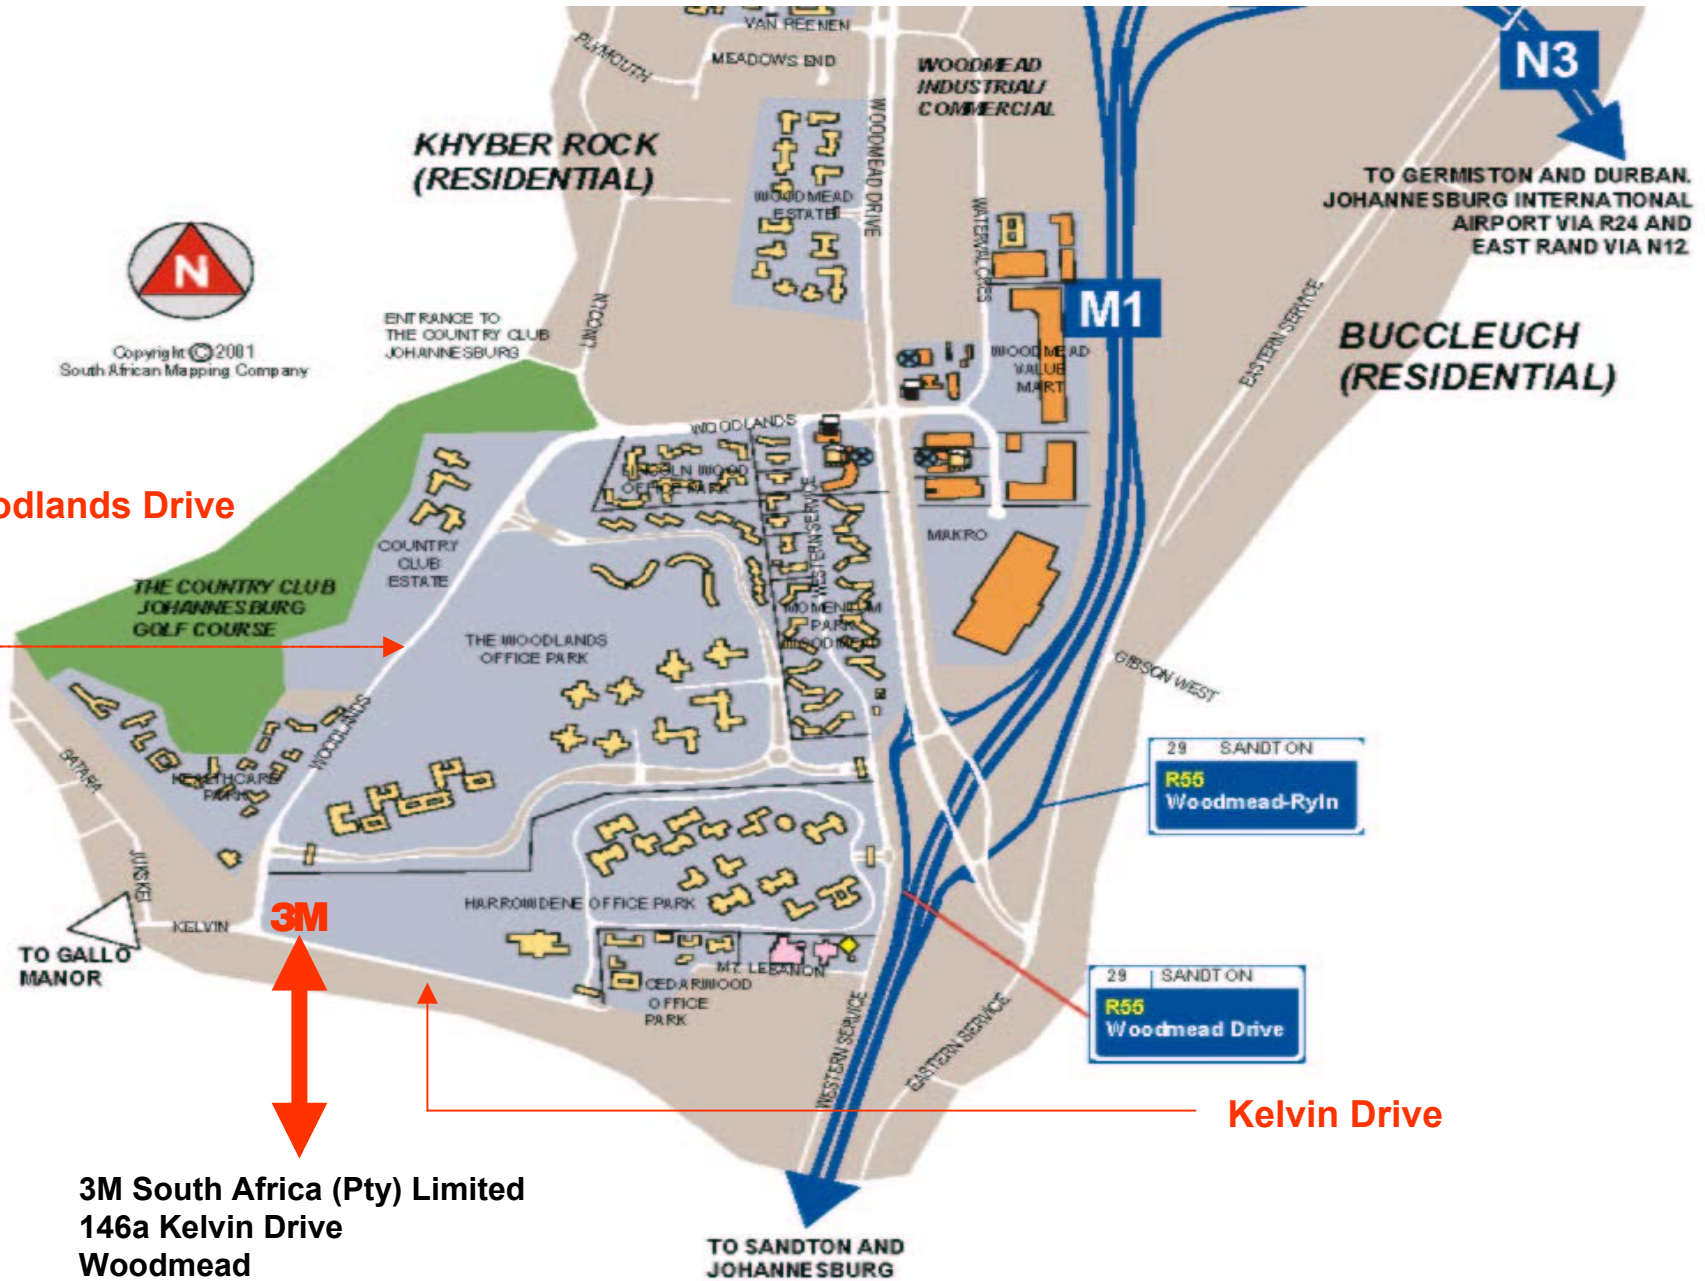 VAN REENEN
PLYMOUTH
MEADOWS END
WOODMEAD
INDUSTRIAL/
COMMERCIAL
N3
KHYBER ROCK
(RESIDENTIAL)
WOODMEAD DRIVE
WOODMEAD
ESTATE
WATERVAL CRES
TO GERMISTON AND DURBAN.
JOHANNESBURG INTERNATIONAL
AIRPORT VIA R24 AND
EAST RAND VIA N12
N
Copyright © 2001
South African Mapping Company
ENTRANCE TO
THE COUNTRY CLUB
JOHANNESBURG
LINCOLN
M1
EASTERN SERVICE
BUCCLEUCH
(RESIDENTIAL)
WOODMEAD
VALUE
MART
WOODLANDS
LINCOLN WOOD
OFFICE PARK
WESTERN SERVICE
odlands Drive
COUNTRY
CLUB
ESTATE
MAKRO
THE COUNTRY CLUB
JOHANNESBURG
GOLF COURSE
THE WOODLANDS
OFFICE PARK
MOMENTUM
PARK
WOODMEAD
GIBSON WEST
WOODLANDS
SATARA
HEALTHCARE
PARK
29 SANDTON
R55
Woodmead-Ryln
JUKSKEI
HARROWDENE OFFICE PARK
3M
KELVIN
TO GALLO
MANOR
MT. LEBANON
CEDARWOOD
OFFICE
PARK
29 SANDTON
R55
Woodmead Drive
WESTERN SERVICE
EASTERN SERVICE
Kelvin Drive
3M South Africa (Pty) Limited
146a Kelvin Drive
Woodmead
TO SANDTON AND
JOHANNESBURG